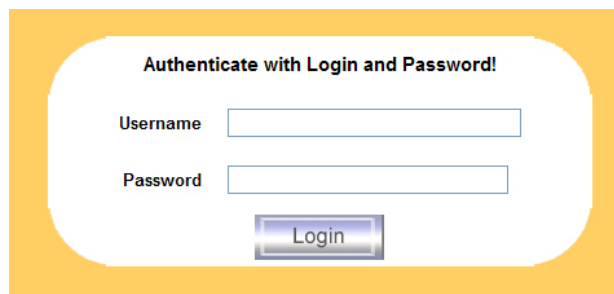 Authenticate with Login and Password!
Username
Password
Login